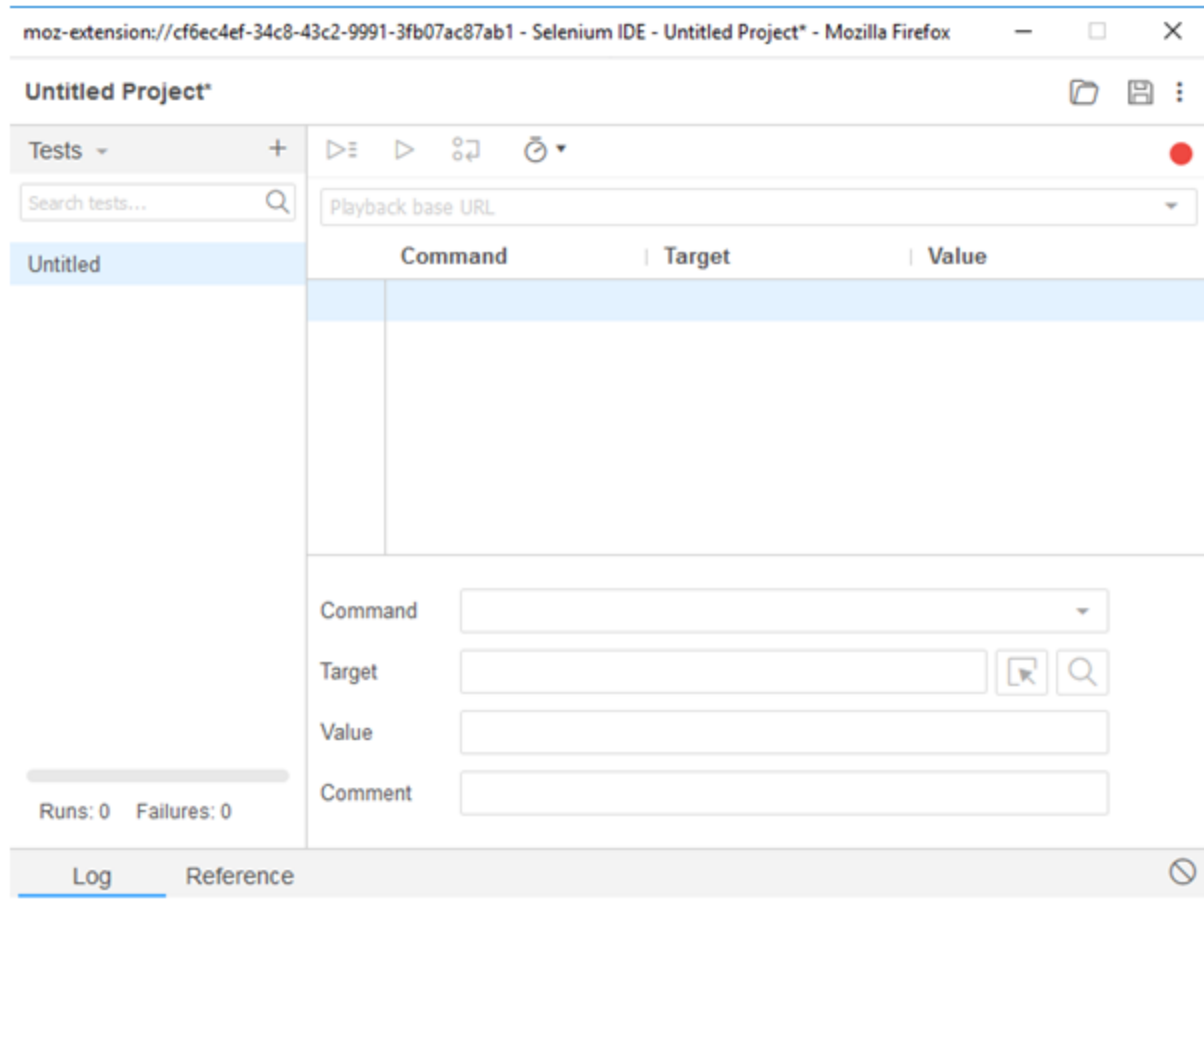 moz-extension://cf6ec4ef-34c8-43c2-9991-3fb07ac87ab1 - Selenium IDE - Untitled Project* - Mozilla Firefox
Untitled Project*
Tests
Search tests...
Playback base URL
Command Target Value
Untitled
Command
Target
Value
Comment
Runs: 0 Failures: 0
Log Reference